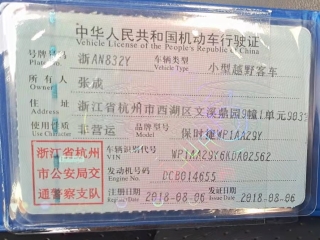 中华人民共和国机动车行驶证
Vehicle License of the People's Republic of China
号牌号码 浙AN832Y 车辆类型 小型越野客车
Plate No. Vehicle Type
所有人 张成
Owner
住址 浙江省杭州市西湖区文溪鼎园9幢1单元903
Address
使用性质 非营运 品牌型号 保时捷WP1AA29Y
Use Character Model
浙江省杭州
市公安局交
通警察支队
车辆识别代号 WP1AA29Y6KDA02562
VIN
发动机号码 DCB014655
Engine No.
注册日期 2018-08-06 发证日期 2018-08-06
Register Date Issue Date